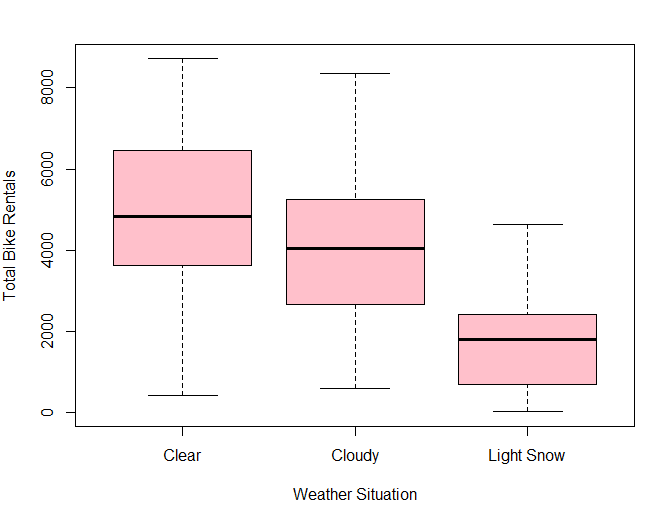 Total Bike Rentals
8000
6000
4000
2000
0
Clear
Cloudy
Light Snow
Weather Situation